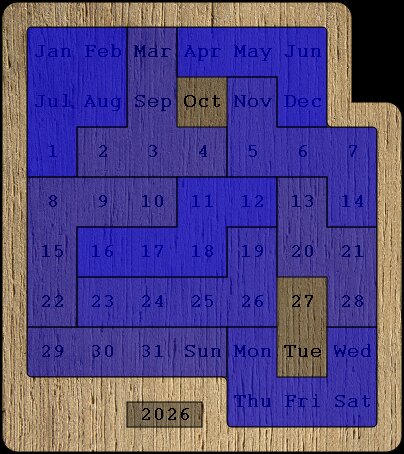 Jan Feb Mar Apr May Jun
Jul Aug Sep Oct Nov Dec
1 2 3 4 5 6 7
8 9 10 11 12 13 14
15 16 17 18 19 20 21
22 23 24 25 26 27 28
29 30 31 Sun Mon Tue Wed
Thu Fri Sat
2026